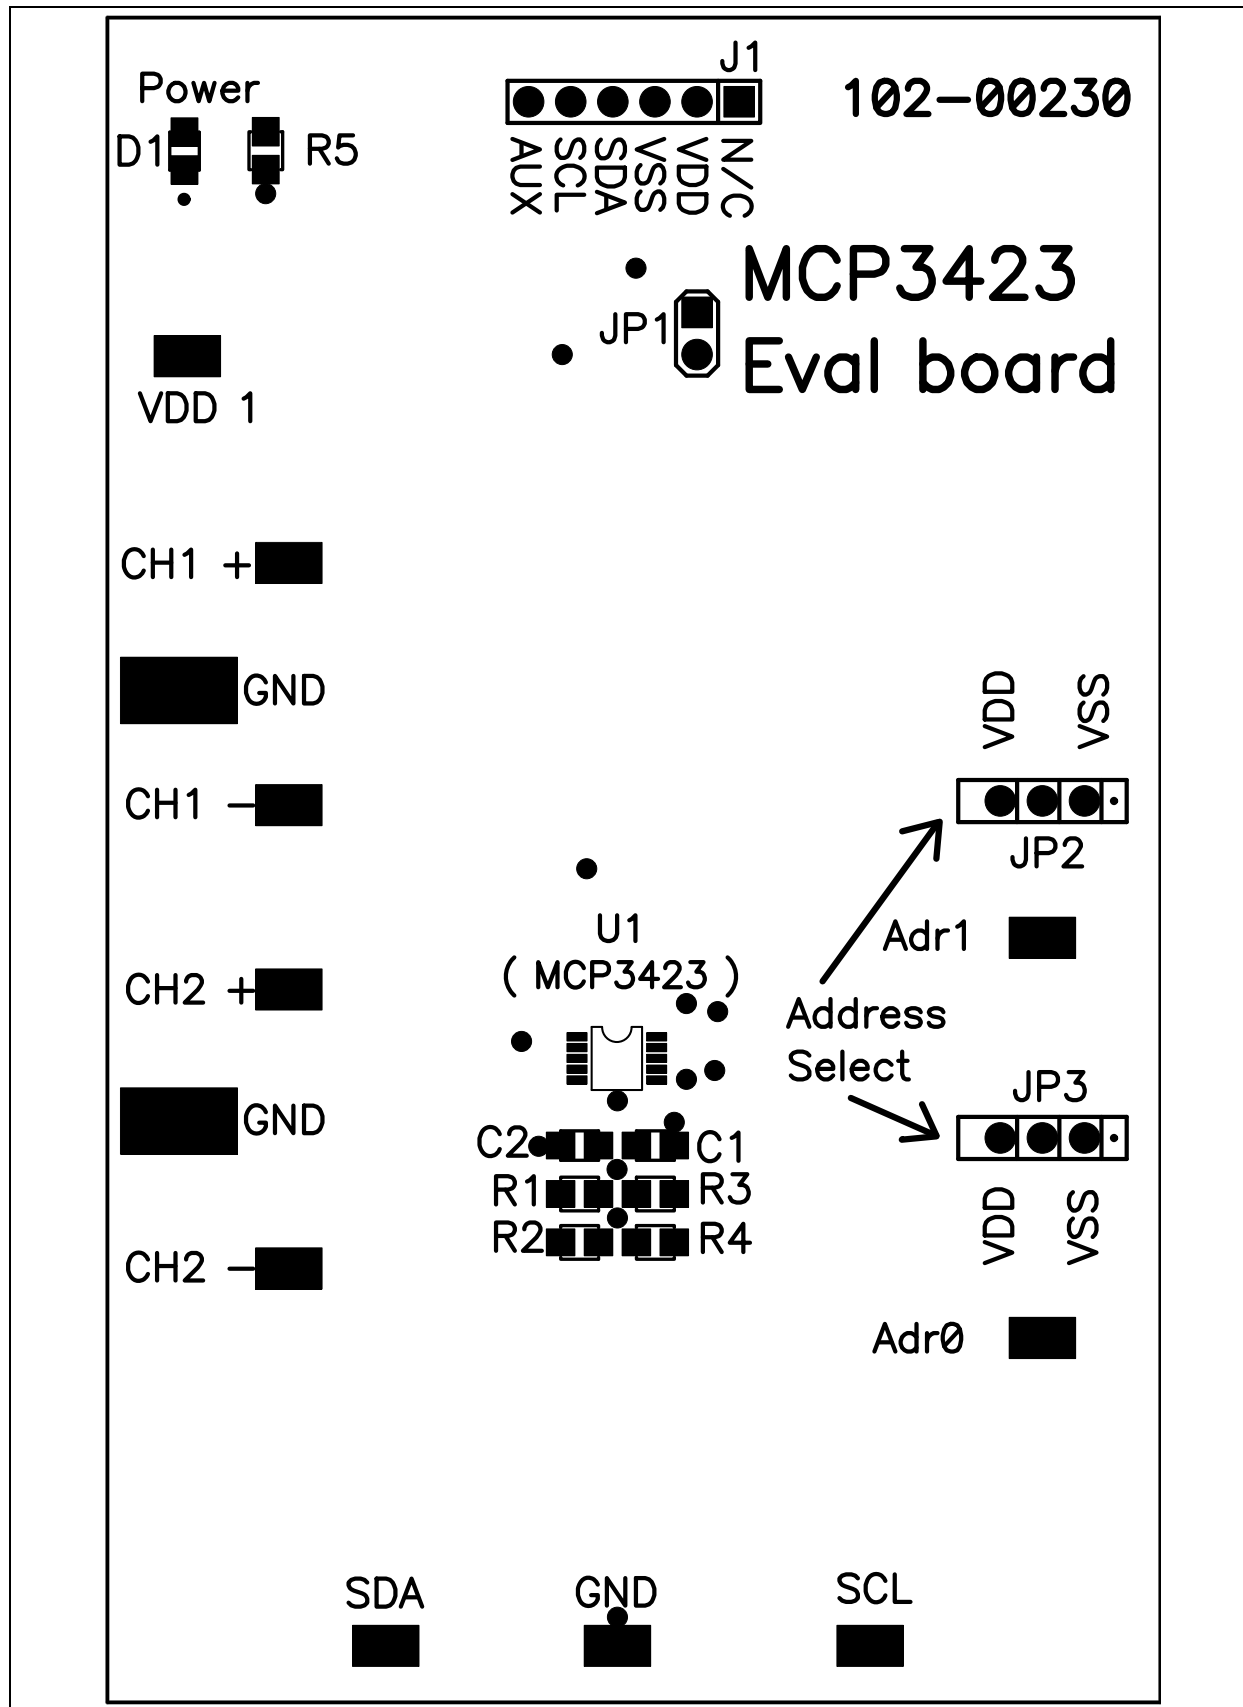 J1
Power
102-00230
D1
R5
AUX
SCL
SDA
VSS
VDD
N/C
MCP3423
JP1
Eval board
VDD 1
CH1 +
GND
VDD
VSS
CH1 -
JP2
U1
Adr1
( MCP3423 )
CH2 +
Address
Select
JP3
GND
C2
C1
R1
R3
R2
R4
VDD
VSS
CH2 -
Adr0
SDA
GND
SCL